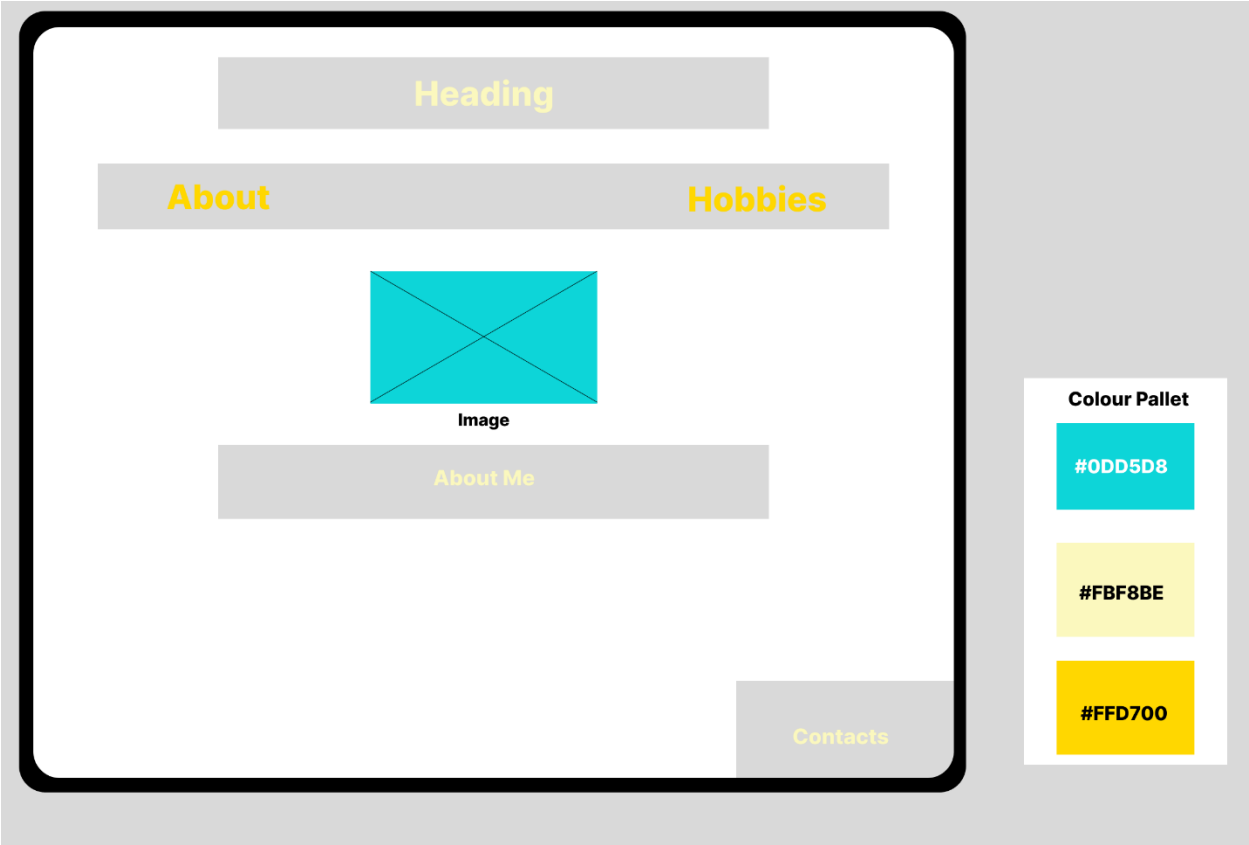 Heading
About
Hobbies
Image
About Me
Contacts
Colour Pallet
#0DD5D8
#FBF8BE
#FFD700